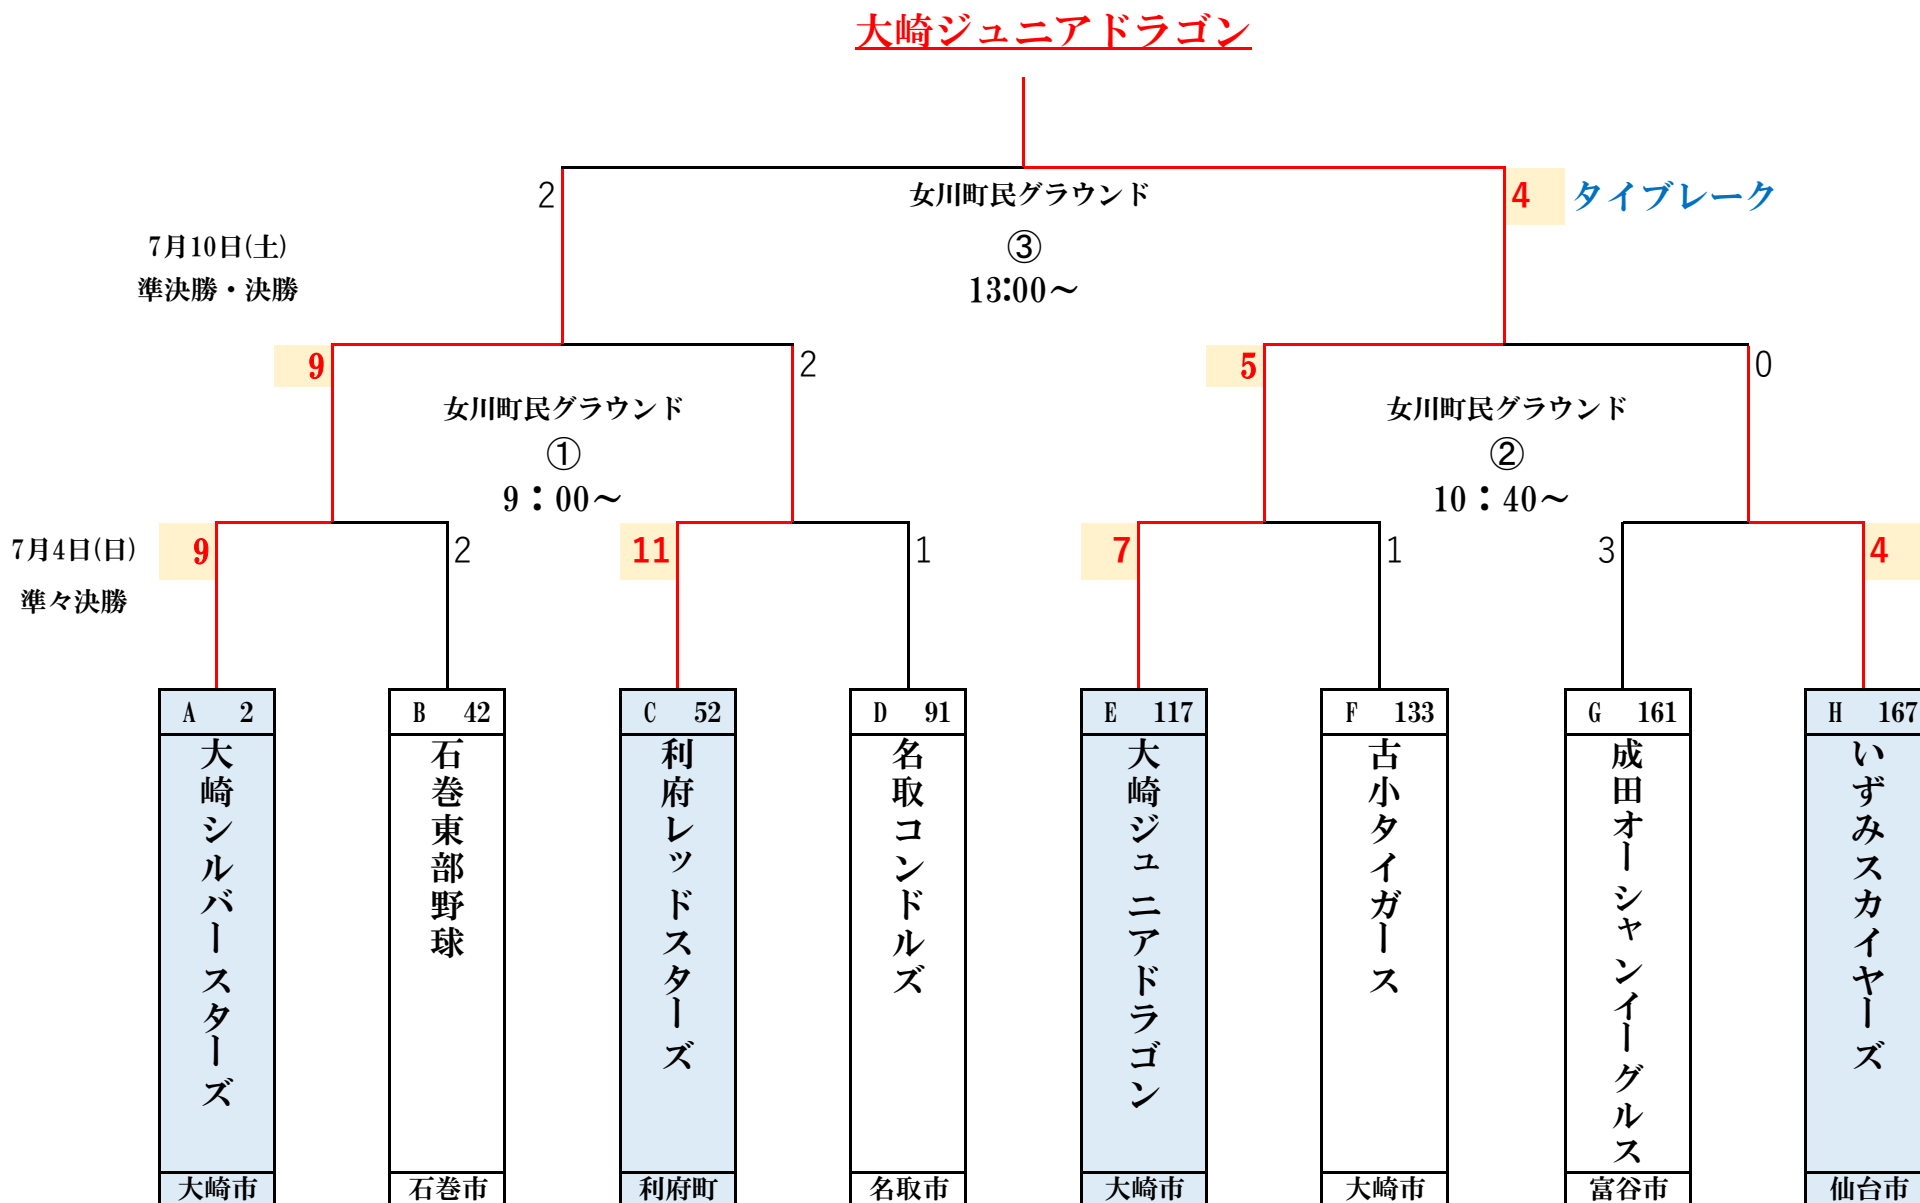 大崎ジュニアドラゴン
2
女川町民グラウンド
4
タイブレーク
7月10日(土)
③
準決勝・決勝
13:00～
9
2
5
0
女川町民グラウンド
女川町民グラウンド
①
②
9：00～
10：40～
7月4日(日)
9
2
11
1
7
1
3
4
準々決勝
A 2
B 42
C 52
D 91
E 117
F 133
G 161
H 167
大崎シルバースターズ
石巻東部野球
利府レッドスターズ
名取コンドルズ
大崎ジュニアドラゴン
古小タイガース
成田オーシャンイーグルス
いずみスカイヤーズ
大崎市
石巻市
利府町
名取市
大崎市
大崎市
富谷市
仙台市